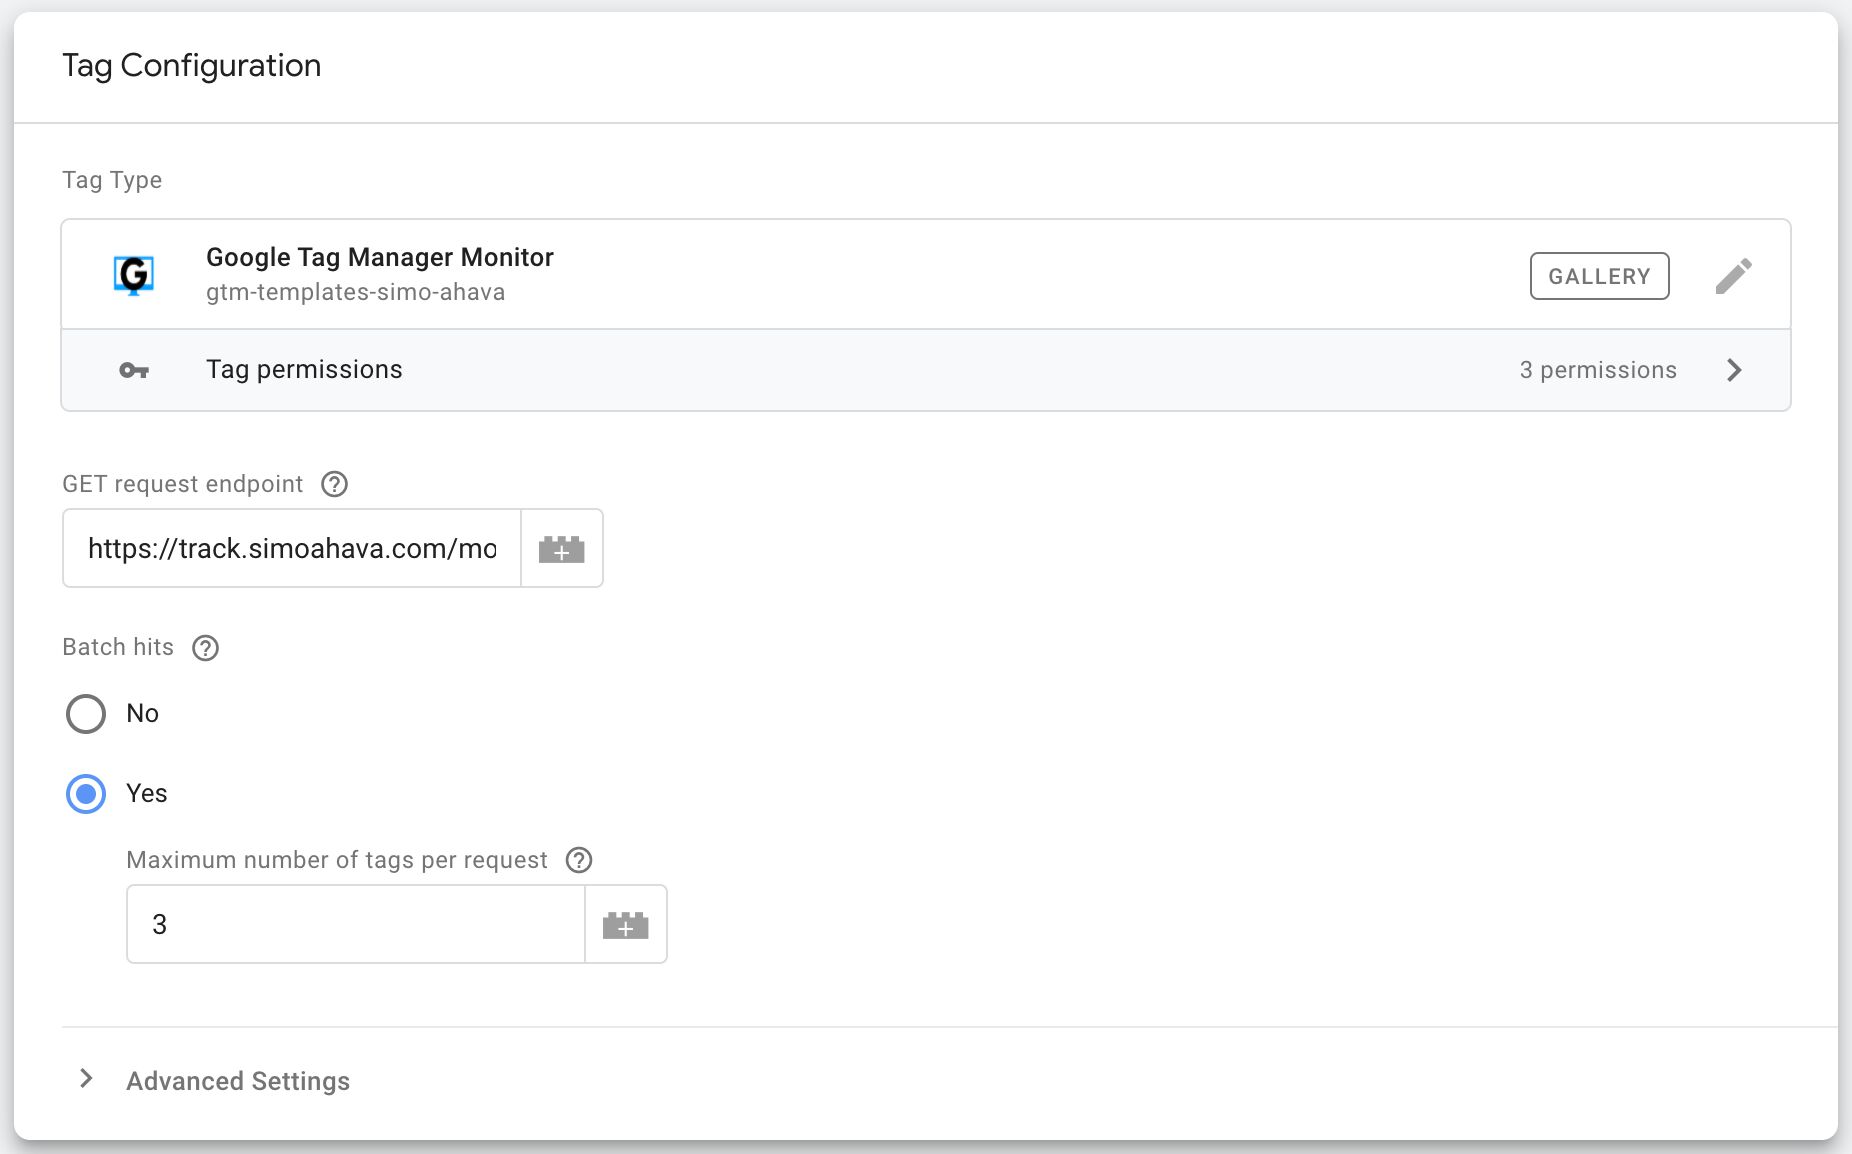 Tag Configuration
Tag Type
G
Google Tag Manager Monitor
gtm-templates-simo-ahava
GALLERY
Tag permissions
3 permissions
GET request endpoint ?
https://track.simoahava.com/mo
Batch hits ?
No
Yes
Maximum number of tags per request ?
3
Advanced Settings